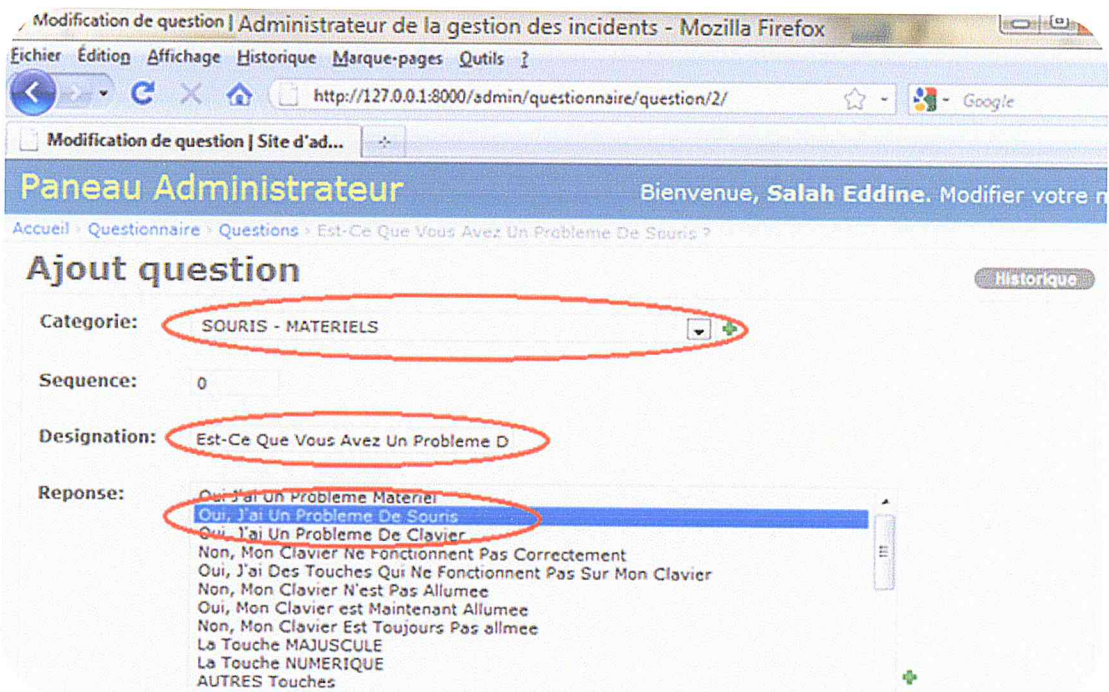 Modification de question | Administrateur de la gestion des incidents - Mozilla Firefox
Fichier Édition Affichage Historique Marque-pages Outils ?
http://127.0.0.1:8000/admin/questionnaire/question/2/ Google
Modification de question | Site d'ad...
Paneau Administrateur Bienvenue, Salah Eddine. Modifier votre m
Accueil › Questionnaire › Questions › Est-Ce Que Vous Avez Un Probleme De Souris ?
Ajout question
Historique
Categorie: SOURIS - MATERIELS
Sequence: 0
Designation: Est-Ce Que Vous Avez Un Probleme D
Reponse: Oui J'ai Un Probleme Materiel
Oui, J'ai Un Probleme De Souris
Oui, J'ai Un Probleme De Clavier
Non, Mon Clavier Ne Fonctionnent Pas Correctement
Oui, J'ai Des Touches Qui Ne Fonctionnent Pas Sur Mon Clavier
Non, Mon Clavier N'est Pas Allumee
Oui, Mon Clavier est Maintenant Allumee
Non, Mon Clavier Est Toujours Pas allmee
La Touche MAJUSCULE
La Touche NUMERIQUE
AUTRES Touches